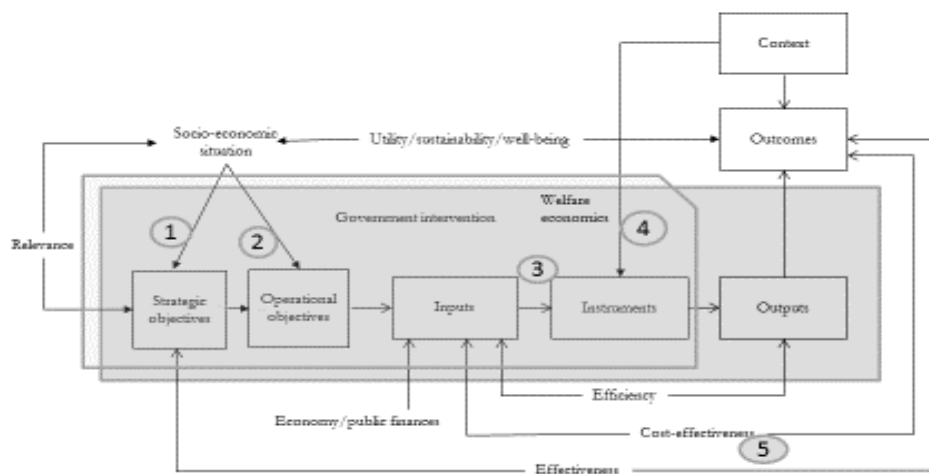 Context
Socio-economic
situation
Utility/sustainability/well-being
Outcomes
Welfare
economics
Government intervention
1
2
4
Relevance
3
Strategic
objectives
Operational
objectives
Inputs
Instruments
Outputs
Efficiency
Economy/public finances
Cost-effectiveness
5
Effectiveness